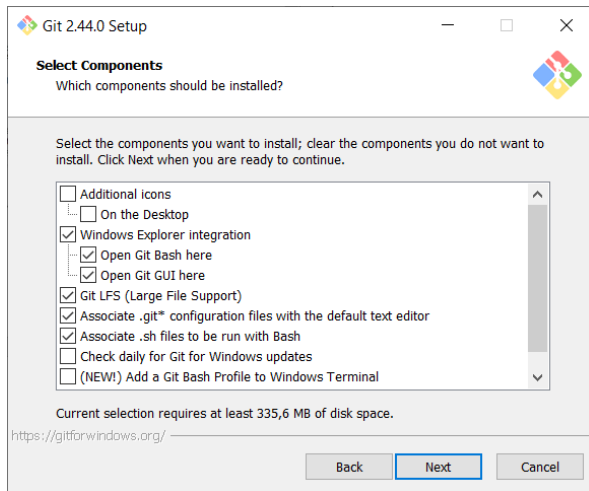 Git 2.44.0 Setup
Select Components
Which components should be installed?
Select the components you want to install; clear the components you do not want to
install. Click Next when you are ready to continue.
Additional icons
On the Desktop
Windows Explorer integration
Open Git Bash here
Open Git GUI here
Git LFS (Large File Support)
Associate .git* configuration files with the default text editor
Associate .sh files to be run with Bash
Check daily for Git for Windows updates
(NEW!) Add a Git Bash Profile to Windows Terminal
Current selection requires at least 335,6 MB of disk space.
https://gitforwindows.org/
Back Next Cancel